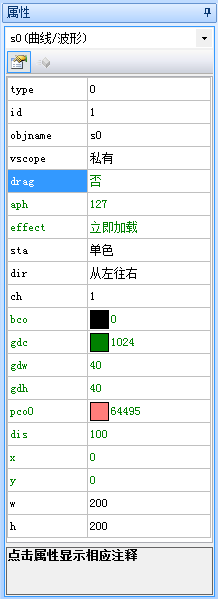 属性
s0(曲线/波形)
type 0
id 1
objname s0
vscope 私有
drag 否
aph 127
effect 立即加载
sta 单色
dir 从左往右
ch 1
bco 0
gdc 1024
gdw 40
gdh 40
pco0 64495
dis 100
x 0
y 0
w 200
h 200
点击属性显示相应注释